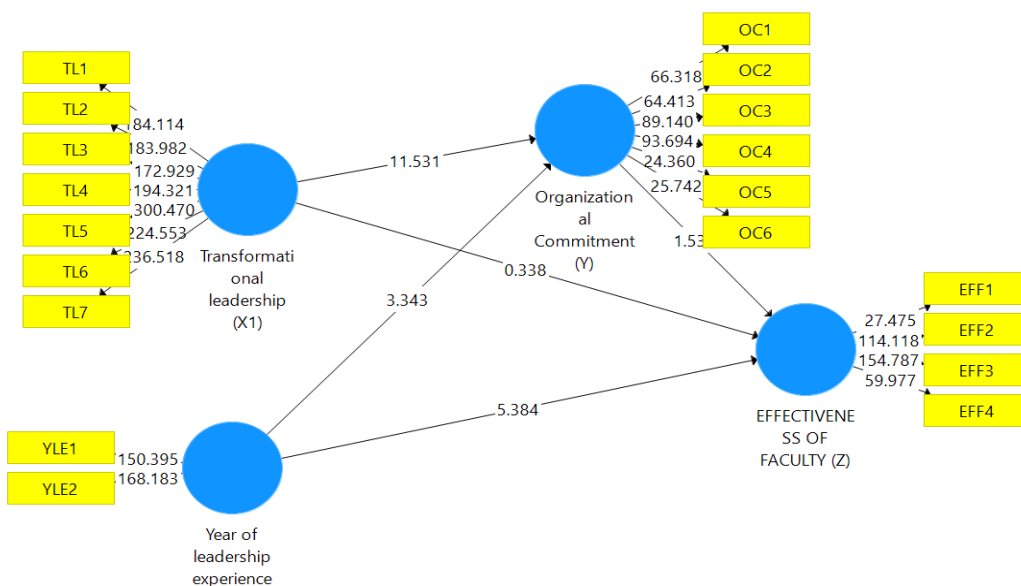 TL1
TL2
TL3
TL4
TL5
TL6
TL7
184.114
183.982
172.929
194.321
300.470
224.553
236.518
Transformati
onal
leadership
(X1)
11.531
0.338
3.343
5.384
Organization
al
Commitment
(Y)
66.318
64.413
89.140
93.694
24.360
25.742
OC1
OC2
OC3
OC4
OC5
OC6
1.53
YLE1
YLE2
150.395
168.183
Year of
leadership
experience
EFFECTIVENE
SS OF
FACULTY (Z)
27.475
114.118
154.787
59.977
EFF1
EFF2
EFF3
EFF4